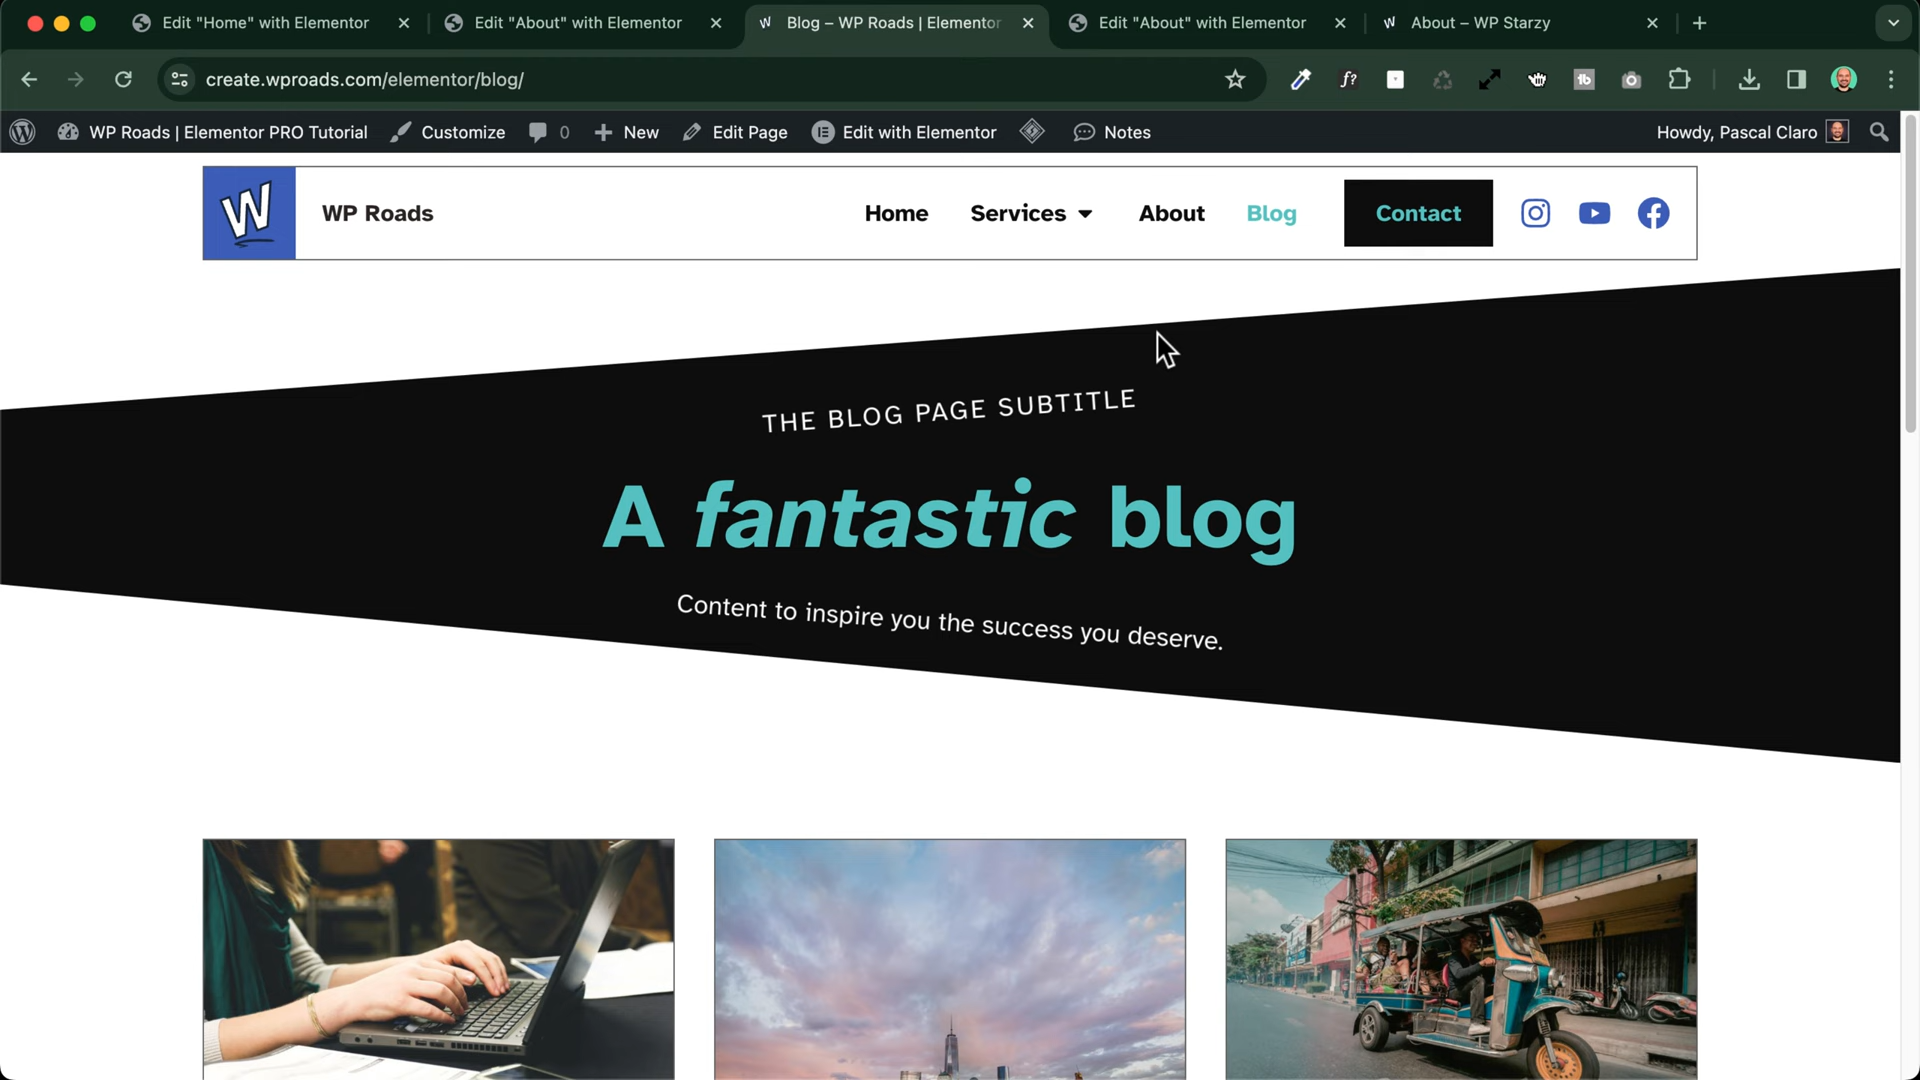 Edit "Home" with Elementor
Edit "About" with Elementor
Blog – WP Roads | Elementor
Edit "About" with Elementor
About – WP Starzy
create.wproads.com/elementor/blog/
f?
tb
WP Roads | Elementor PRO Tutorial
Customize
0
New
Edit Page
Edit with Elementor
Notes
Howdy, Pascal Claro
W
WP Roads
Home
Services
About
Blog
Contact
THE BLOG PAGE SUBTITLE
A fantastic blog
Content to inspire you the success you deserve.